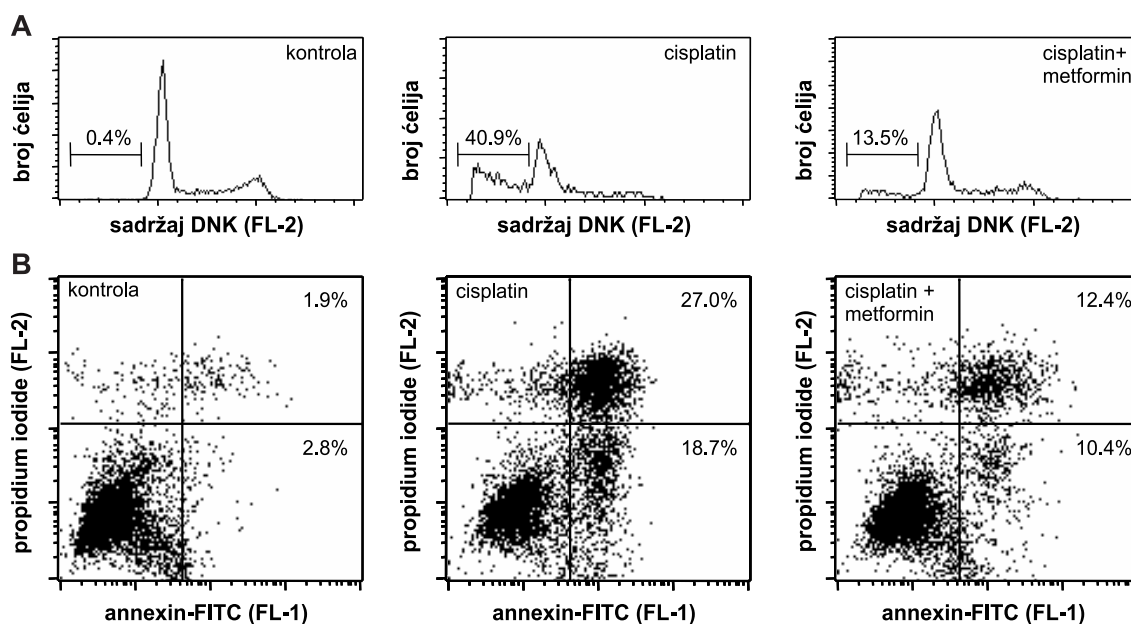 A
kontrola
0.4%
broj ćelija
sadržaj DNK (FL-2)
cisplatin
40.9%
broj ćelija
sadržaj DNK (FL-2)
cisplatin+
metformin
13.5%
broj ćelija
sadržaj DNK (FL-2)
B
kontrola
1.9%
2.8%
propidium iodide (FL-2)
annexin-FITC (FL-1)
cisplatin
27.0%
18.7%
propidium iodide (FL-2)
annexin-FITC (FL-1)
cisplatin +
metformin
12.4%
10.4%
propidium iodide (FL-2)
annexin-FITC (FL-1)